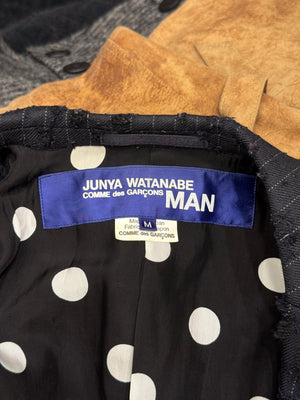 JUNYA WATANABE
COMME des GARÇONS MAN
M
COMME des GARÇONS